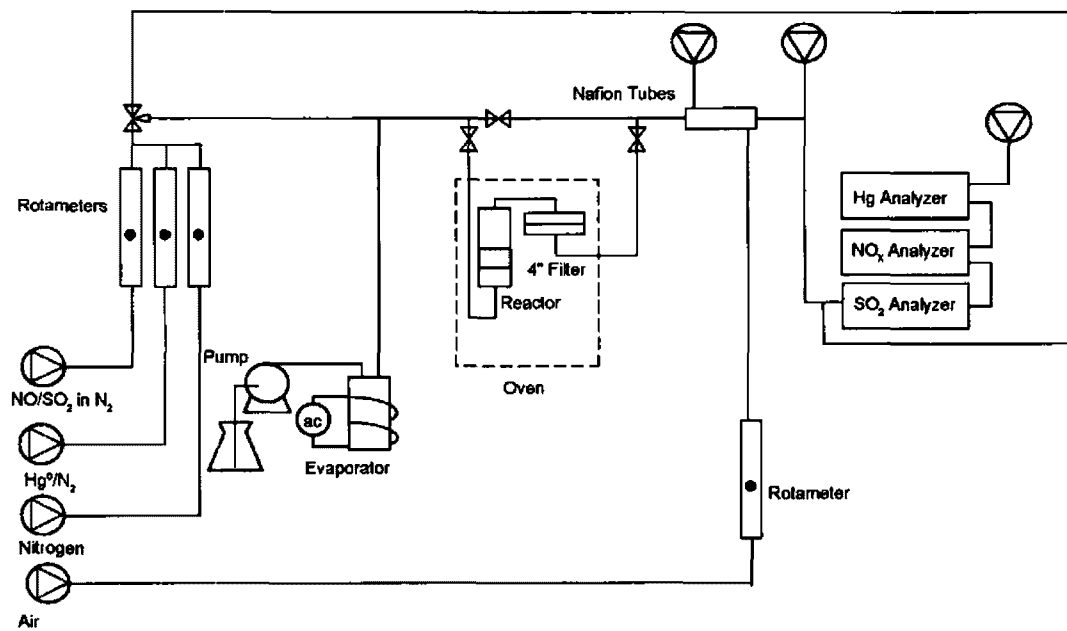 Nafion Tubes
Rotameters
Hg Analyzer
NOX Analyzer
SO2 Analyzer
4" Filter
Reactor
Oven
Pump
ac
Evaporator
NO/SO2 in N2
Hgº/N2
Nitrogen
Air
Rotameter